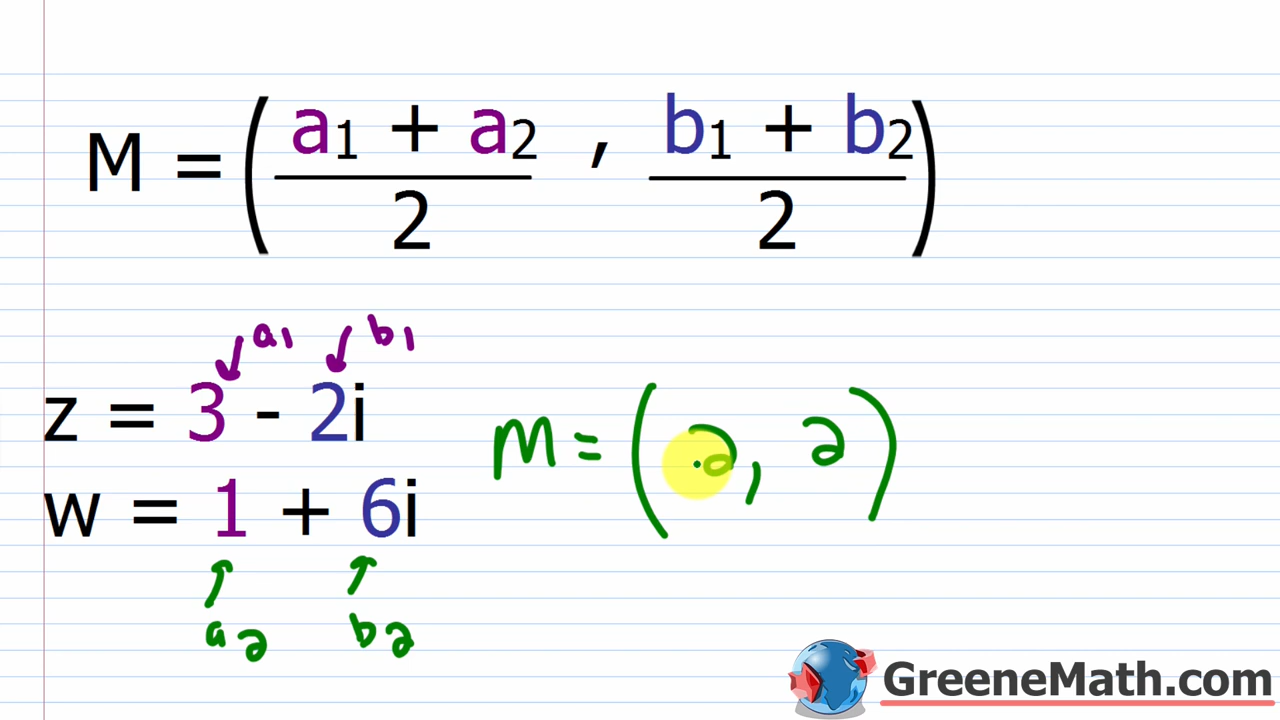 M = ( a1 + a2 / 2 , b1 + b2 / 2 )
a1 b1
z = 3 - 2i
M = ( 2, 2 )
w = 1 + 6i
a2 b2
GreeneMath.com